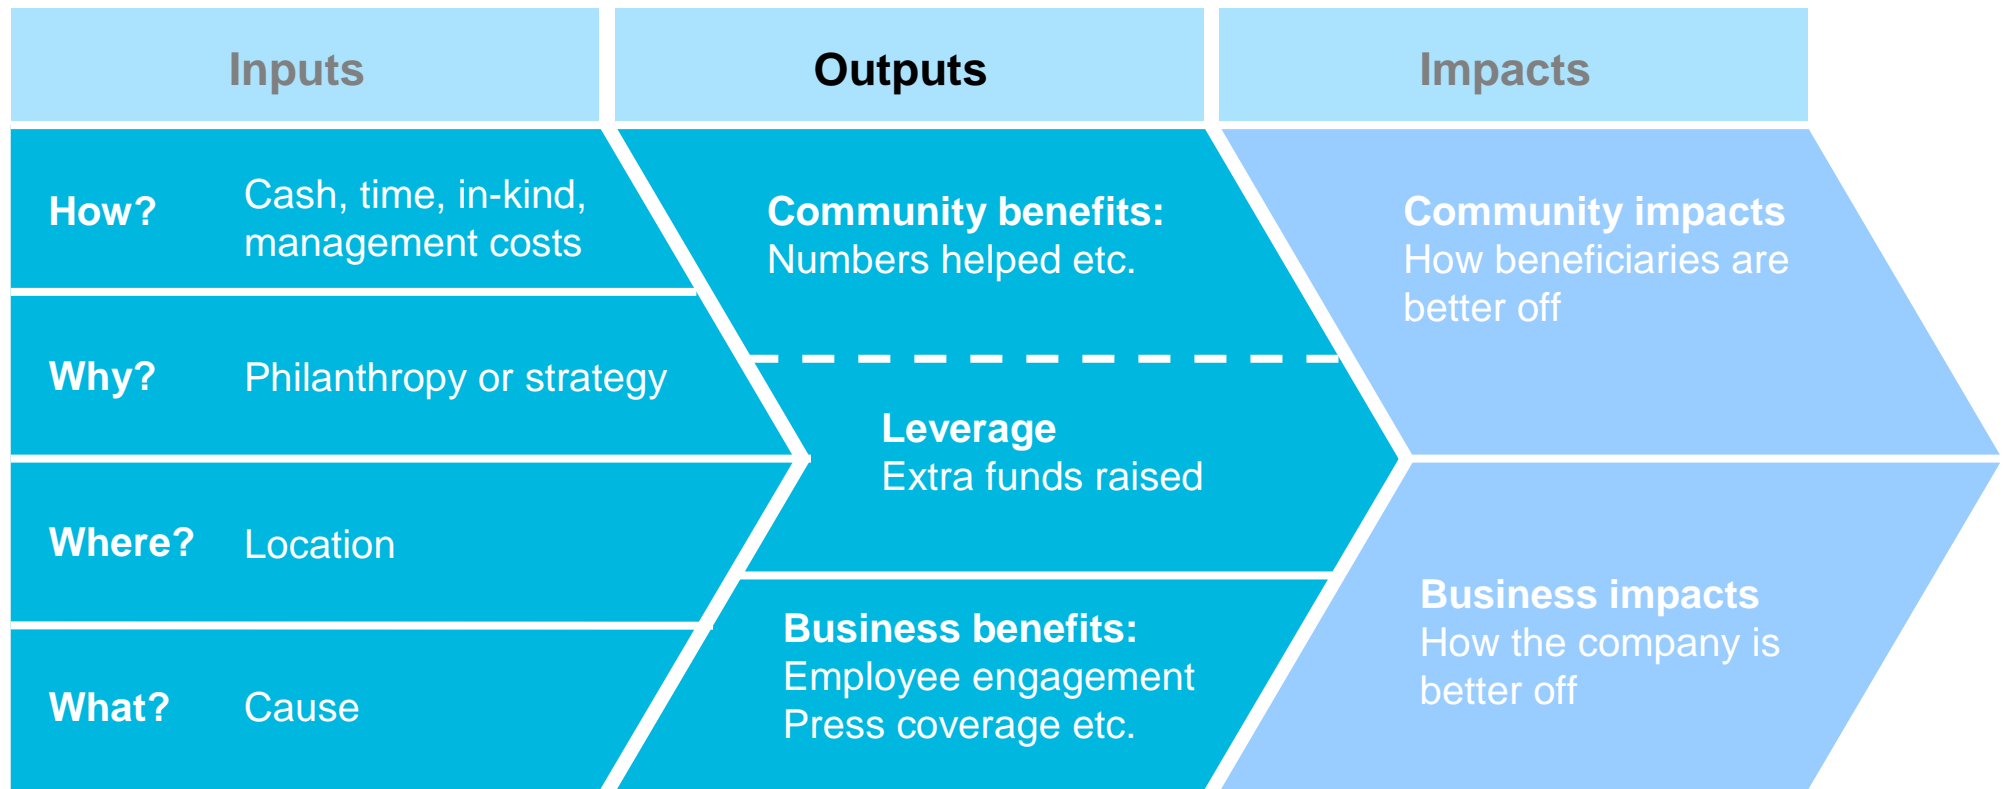 Inputs
Outputs
Impacts
How?
Cash, time, in-kind,
management costs
Why?
Philanthropy or strategy
Where?
Location
What?
Cause
Community benefits:
Numbers helped etc.
Leverage
Extra funds raised
Business benefits:
Employee engagement
Press coverage etc.
Community impacts
How beneficiaries are
better off
Business impacts
How the company is
better off